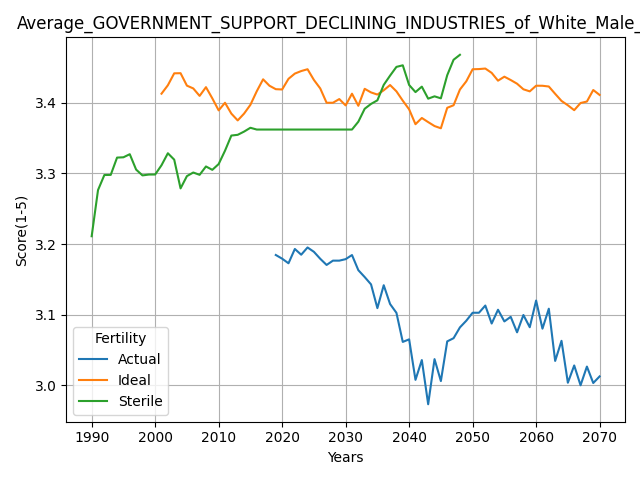 Average_GOVERNMENT_SUPPORT_DECLINING_INDUSTRIES_of_White_Male_
Score(1-5)
3.4
3.3
3.2
3.1
3.0
Fertility
Actual
Ideal
Sterile
1990 2000 2010 2020 2030 2040 2050 2060 2070
Years